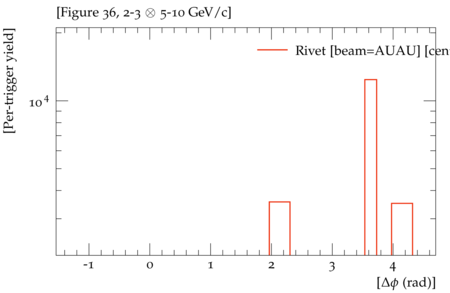 [Figure 36, 2-3 ⊗ 5-10 GeV/c]
[Per-trigger yield]
Rivet [beam=AUAU] [cen
10⁴
-1 0 1 2 3 4
[Δϕ (rad)]